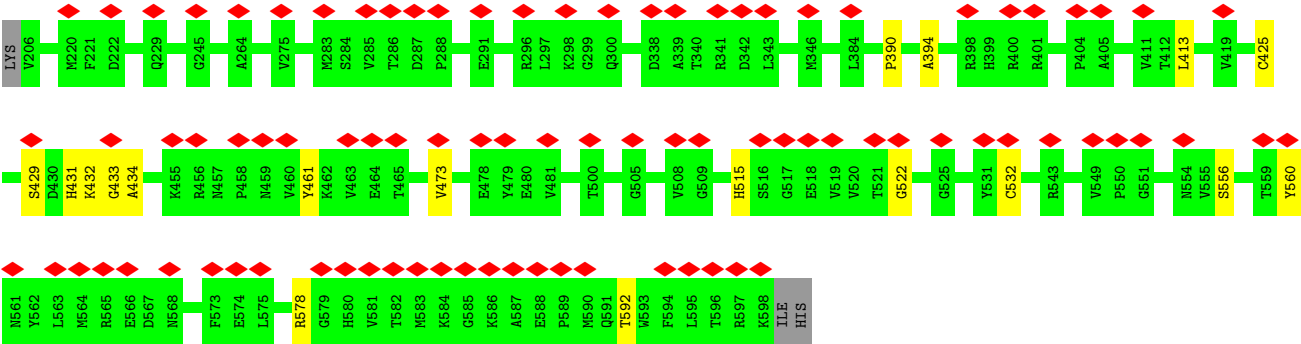 LYS V206 M220 F221 D222 Q229 G245 A264 V275 M283 S284 V285 T286 D287 P288 E291 R296 L297 K298 G299 Q300 D338 A339 T340 R341 D342 L343 M346 L384 P390 A394 R398 H399 R400 R401 P404 A405 V411 T412 L413 V419 C425
S429 D430 H431 K432 G433 A434 K455 R456 N457 P458 N459 V460 Y461 K462 V463 E464 T465 V473 E478 Y479 E480 V481 T500 G505 V508 G509 H515 S516 G517 E518 V519 V520 T521 G522 G525 Y531 C532 R543 V549 P550 G551 N554 V555 S556 T559 Y560
N561 Y562 L563 M564 R565 E566 D567 N568 F573 E574 L575 R578 G579 H580 V581 T582 M583 K584 G585 K586 A587 E588 P589 M590 Q591 T592 W593 F594 L595 T596 R597 K598 ILE HIS